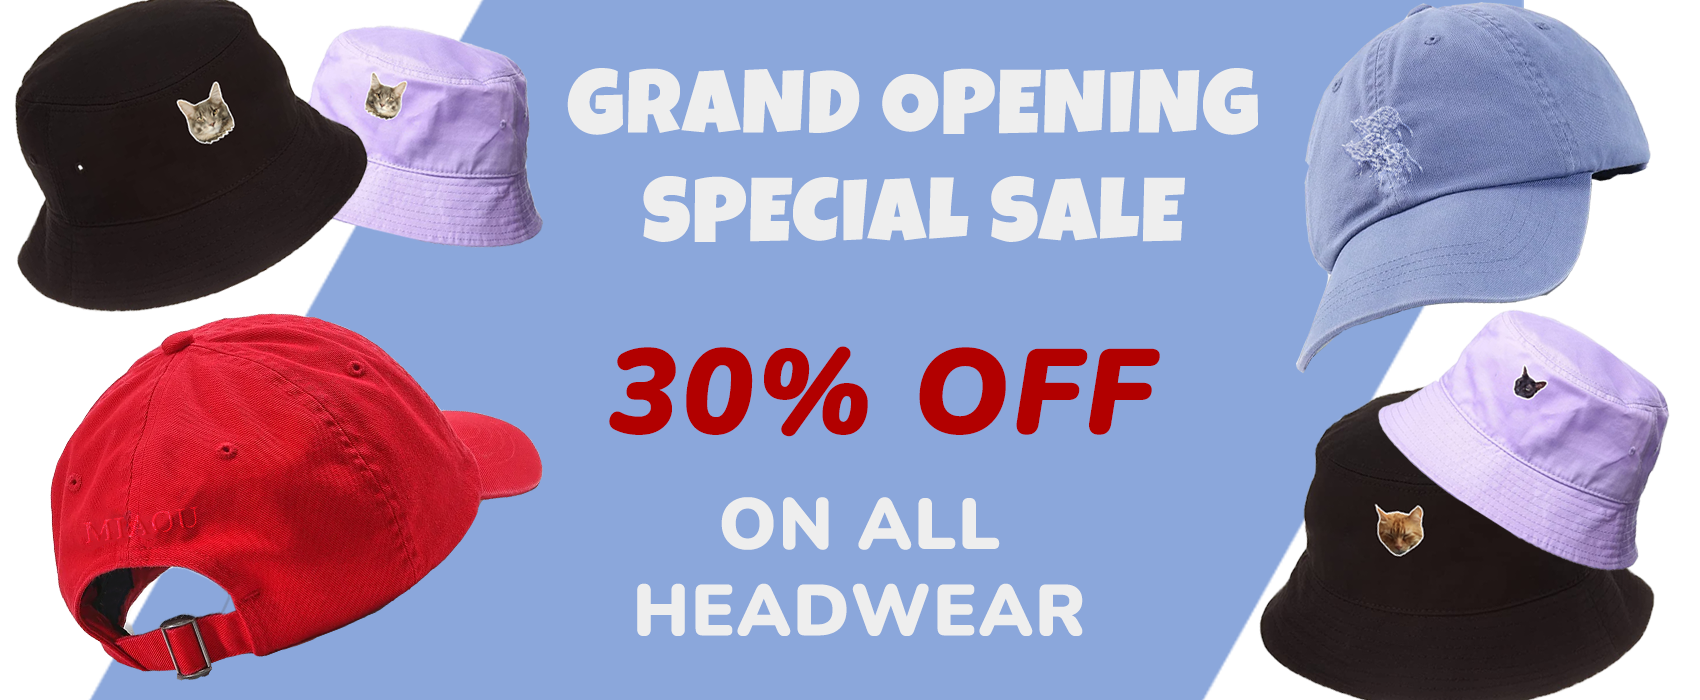 GRAND OPENING
SPECIAL SALE
30% OFF
ON ALL
HEADWEAR
MIAOU